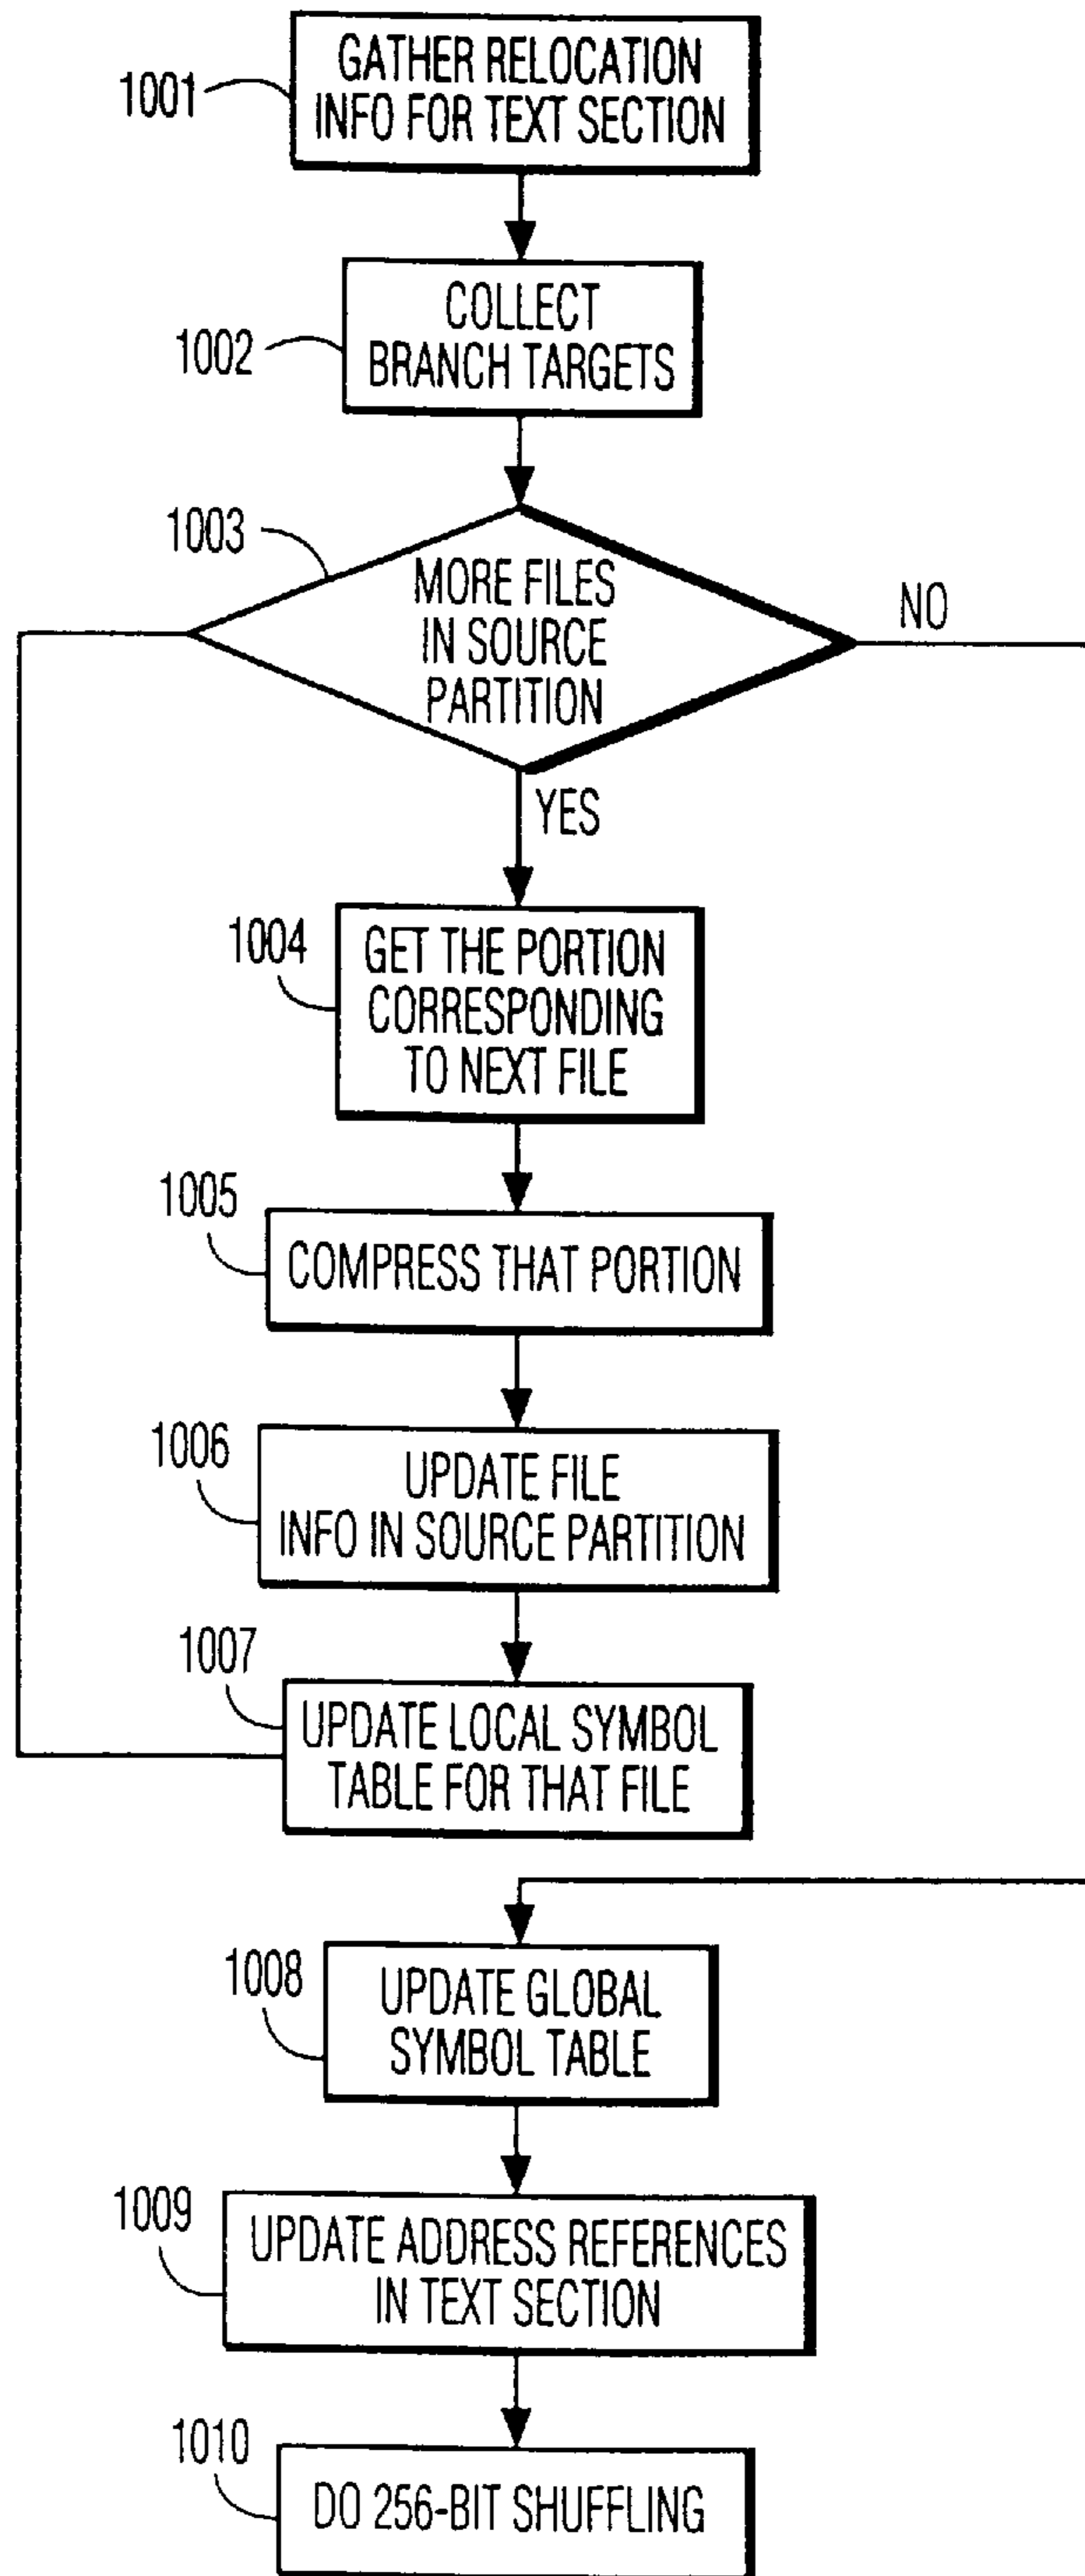 1001
GATHER RELOCATION
INFO FOR TEXT SECTION
1002
COLLECT
BRANCH TARGETS
1003
MORE FILES
IN SOURCE
PARTITION
NO
YES
1004
GET THE PORTION
CORRESPONDING
TO NEXT FILE
1005
COMPRESS THAT PORTION
1006
UPDATE FILE
INFO IN SOURCE PARTITION
1007
UPDATE LOCAL SYMBOL
TABLE FOR THAT FILE
1008
UPDATE GLOBAL
SYMBOL TABLE
1009
UPDATE ADDRESS REFERENCES
IN TEXT SECTION
1010
DO 256-BIT SHUFFLING